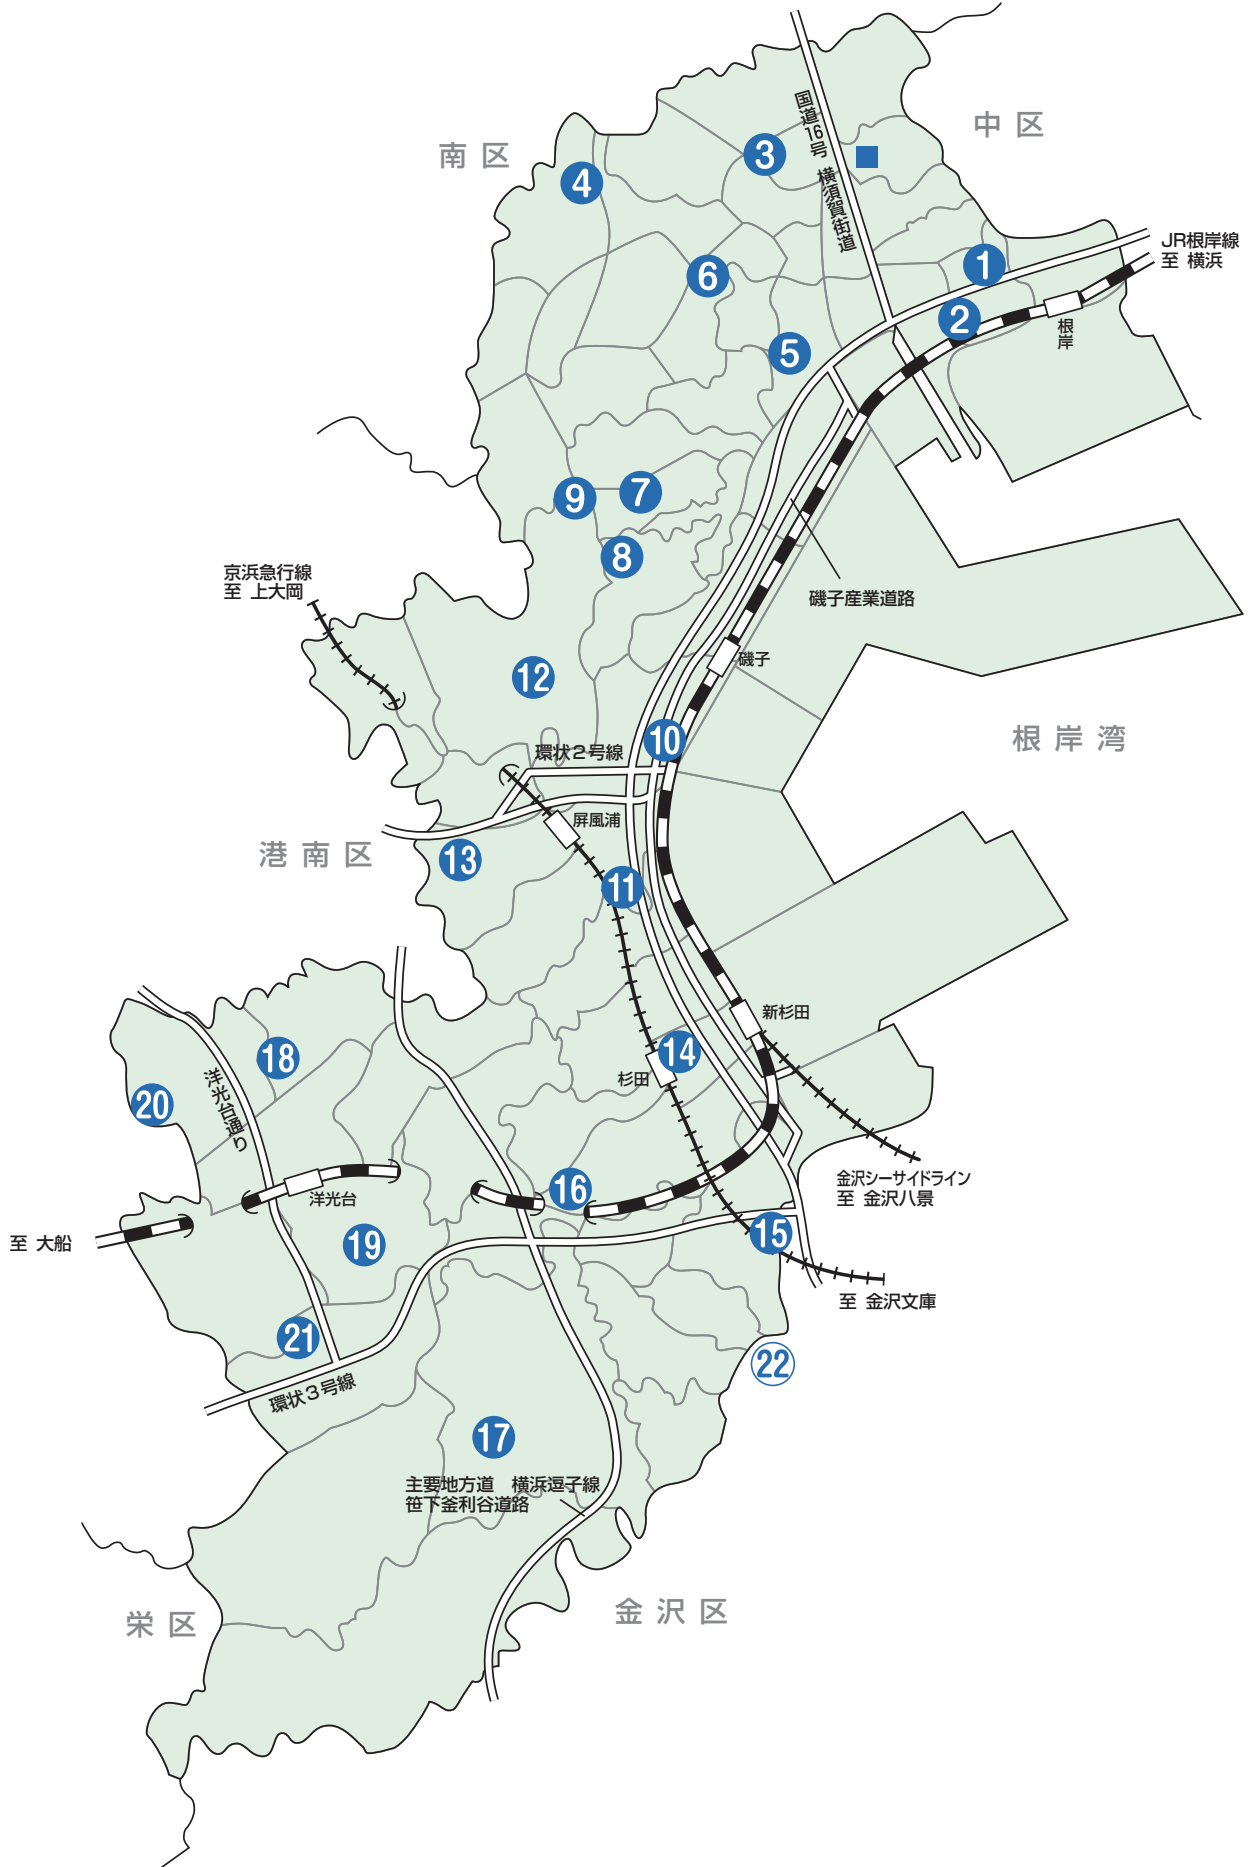 国道16号 横須賀街道
中区
南区
3
4
JR根岸線
至 横浜
1
6
2
根岸
5
9
7
8
京浜急行線
至 上大岡
磯子産業道路
磯子
12
10
根岸湾
環状2号線
屏風浦
港南区
13
11
新杉田
14
18
杉田
洋光台通り
20
金沢シーサイドライン
至 金沢八景
16
洋光台
15
至 大船
19
至 金沢文庫
21
22
環状3号線
17
主要地方道 横浜逗子線
笹下釜利谷道路
金沢区
栄区